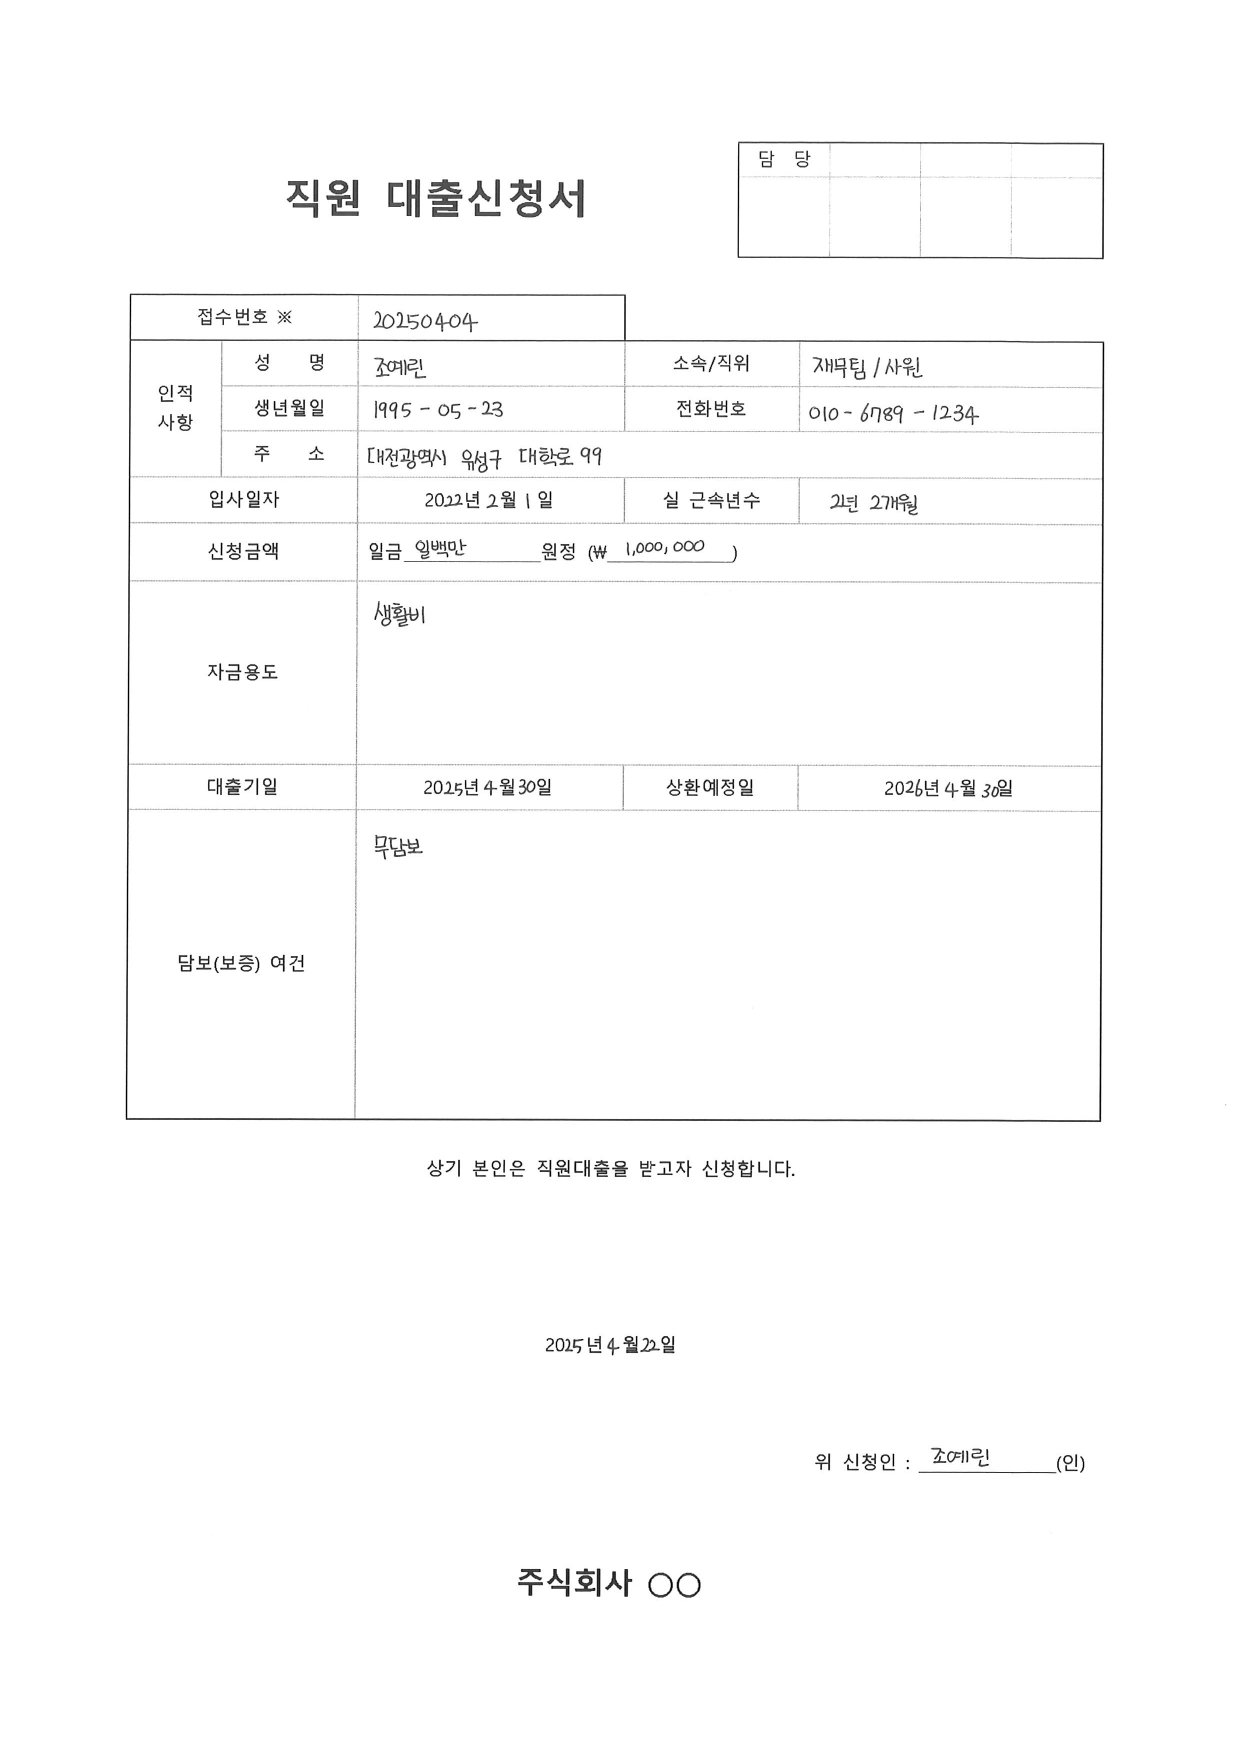 담 당
직원 대출신청서
접수번호 ※ 20250404
인적사항
성 명 조예린 소속/직위 재무팀 / 사원
생년월일 1995 - 05 - 23 전화번호 010 - 6789 - 1234
주 소 대전광역시 유성구 대학로 99
입사일자 2022년 2월 1일 실 근속년수 2년 2개월
신청금액 일금 일백만 원정 (₩ 1,000,000 )
자금용도 생활비
대출기일 2025년 4월 30일 상환예정일 2026년 4월 30일
담보(보증) 여건 무담보
상기 본인은 직원대출을 받고자 신청합니다.
2025년 4월 22일
위 신청인 : 조예린 (인)
주식회사 ○○